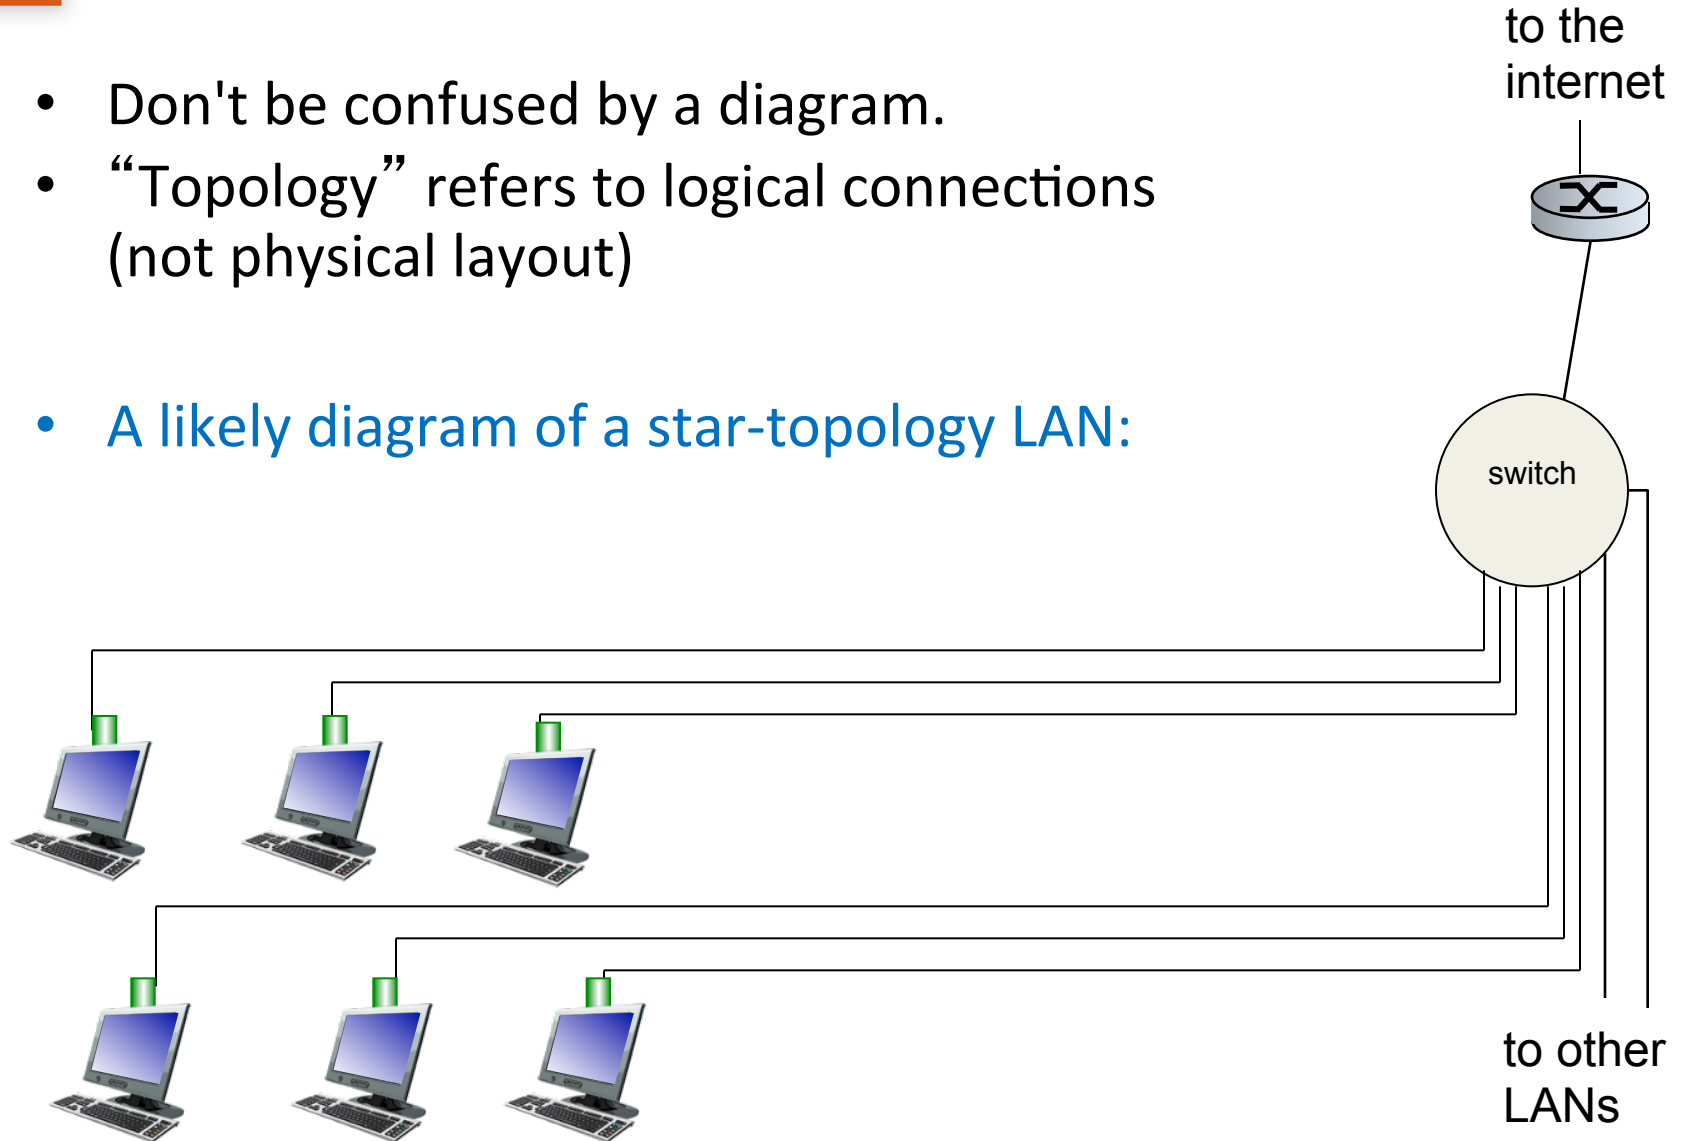 to the
internet
• Don't be confused by a diagram.
• “Topology” refers to logical connections
(not physical layout)
• A likely diagram of a star-topology LAN:
switch
to other
LANs